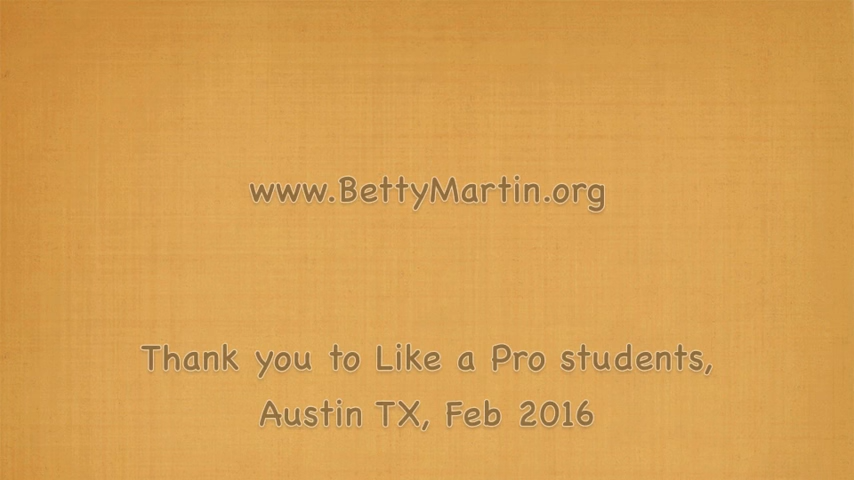 www.BettyMartin.org
Thank you to Like a Pro students,
Austin TX, Feb 2016